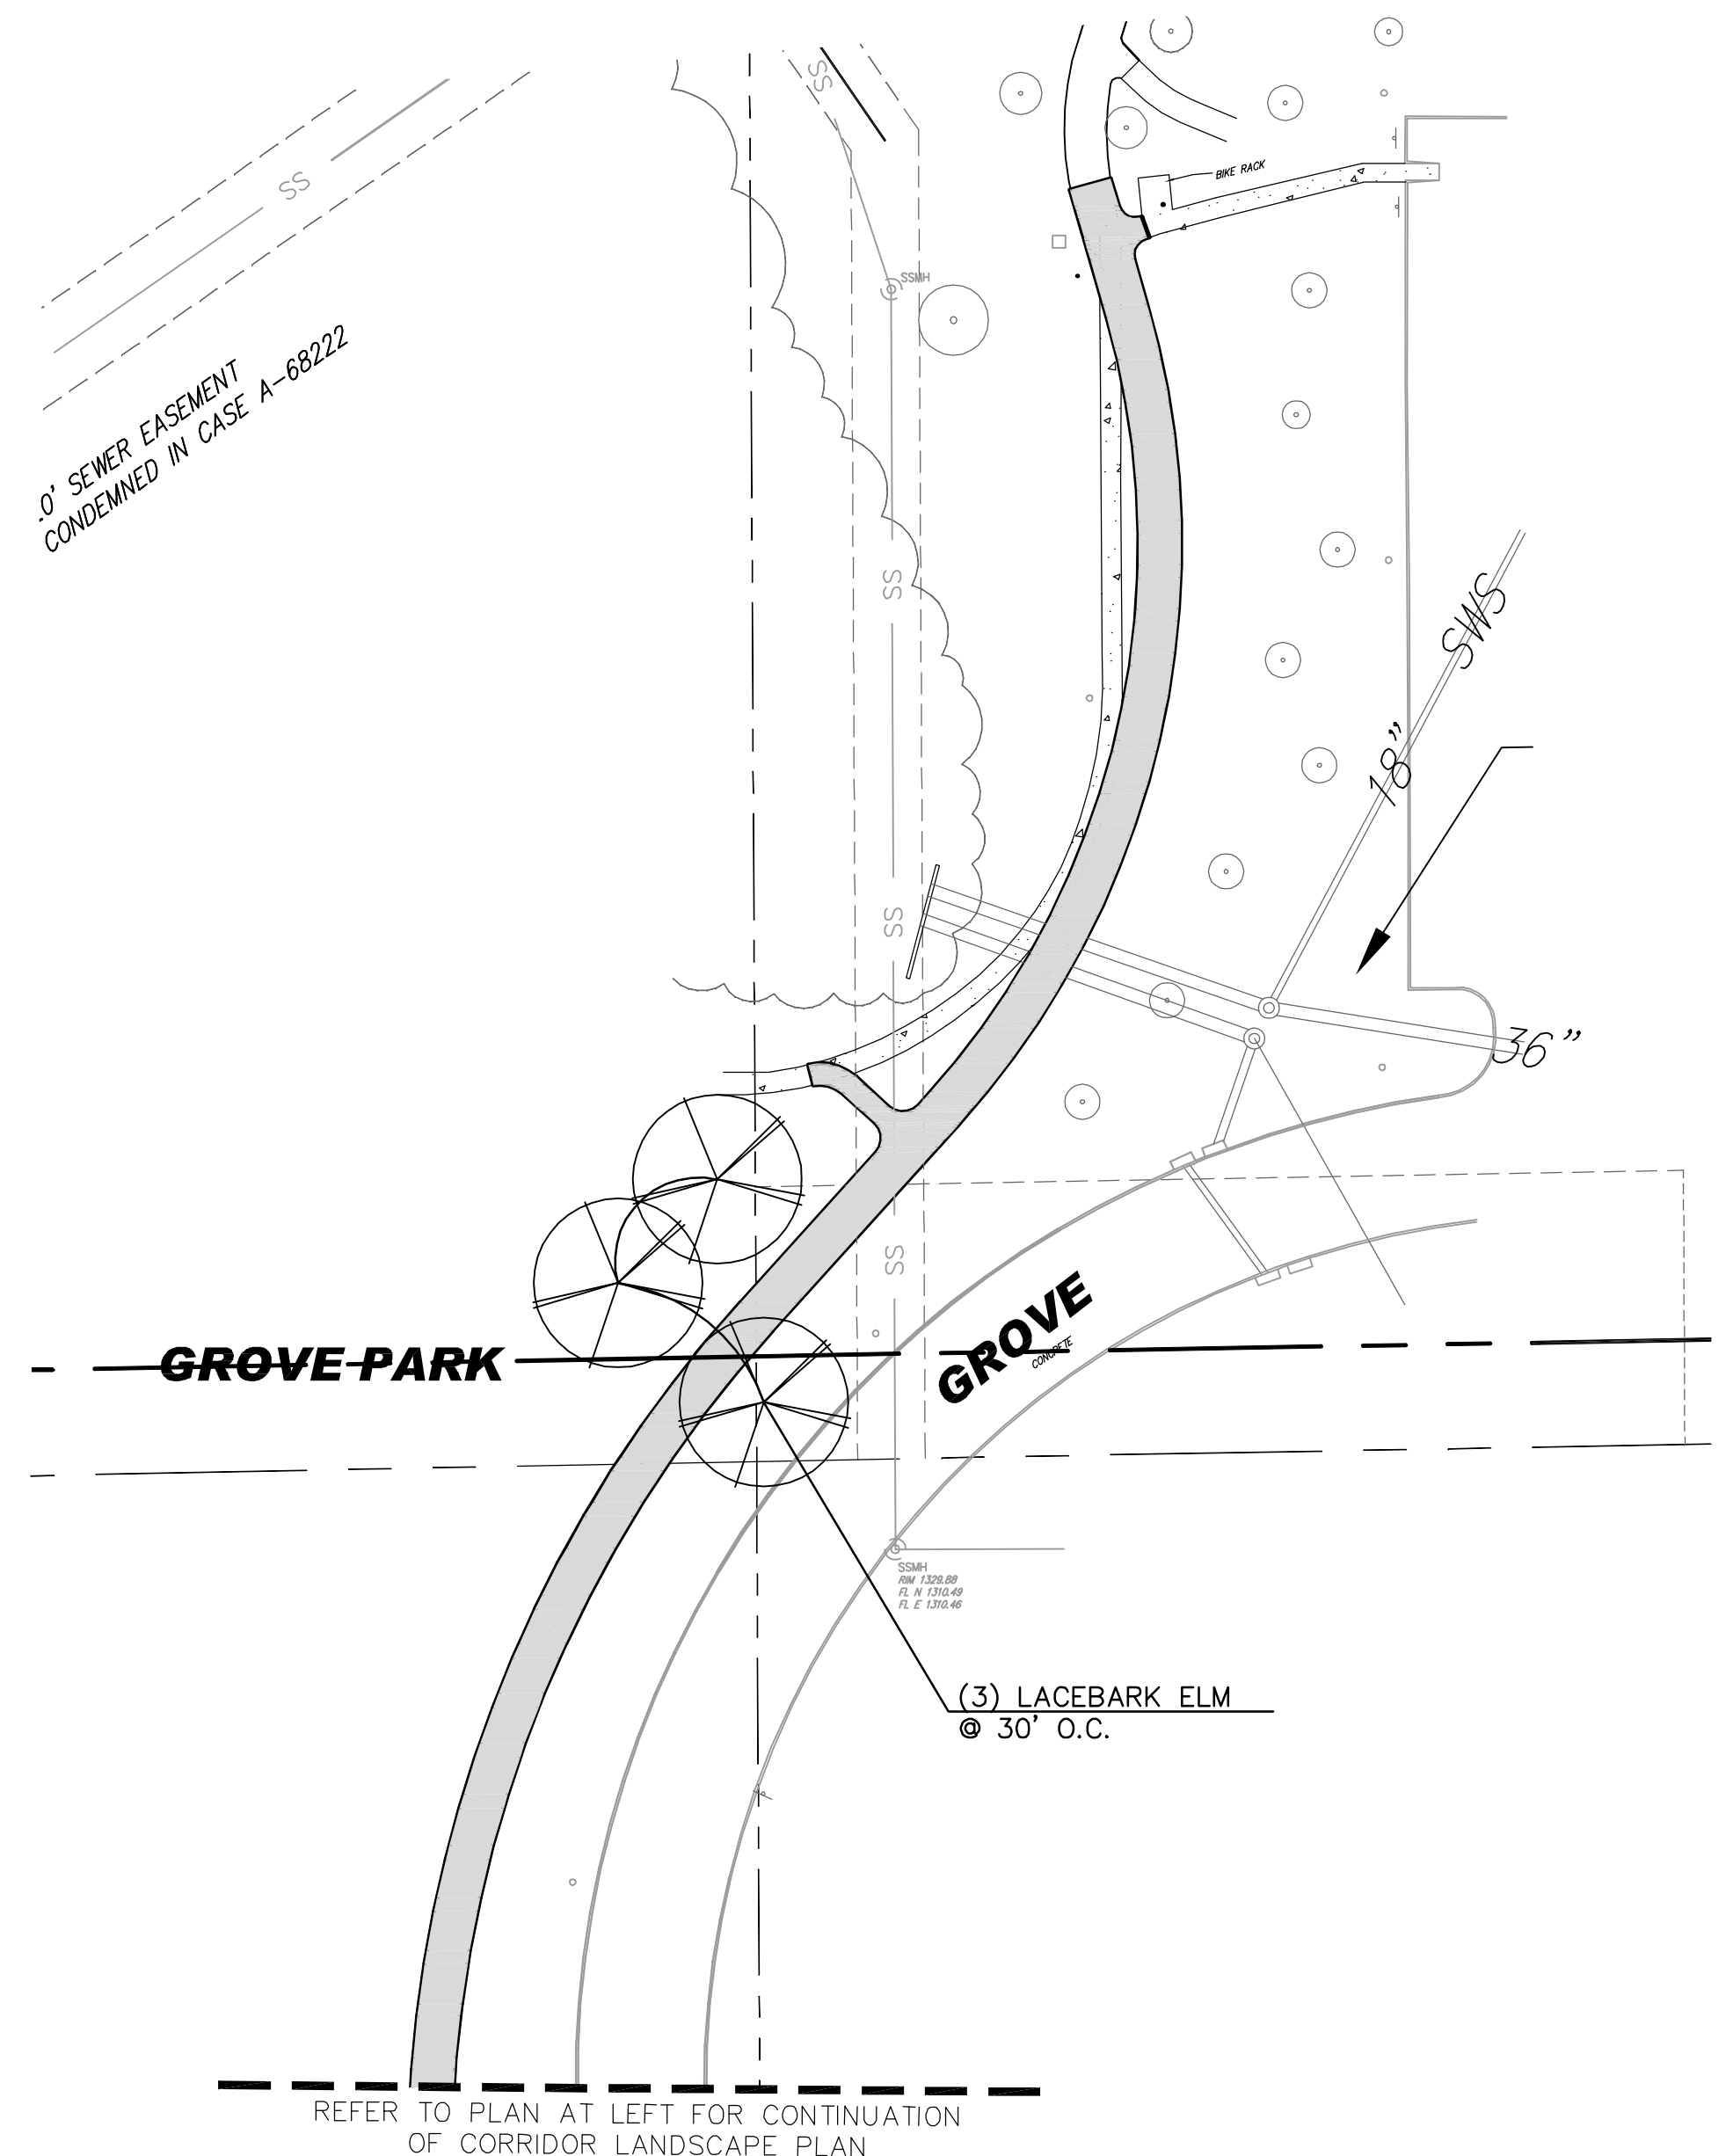 SS
SS
BIKE RACK
SSMH
.0' SEWER EASEMENT
CONDEMNED IN CASE A-68222
SS
SWS
18"
SS
36"
SS
GROVE PARK
GROVE
CONCRETE
SSMH
RIM 1329.88
FL N 1310.49
FL E 1310.46
(3) LACEBARK ELM
@ 30' O.C.
REFER TO PLAN AT LEFT FOR CONTINUATION
OF CORRIDOR LANDSCAPE PLAN